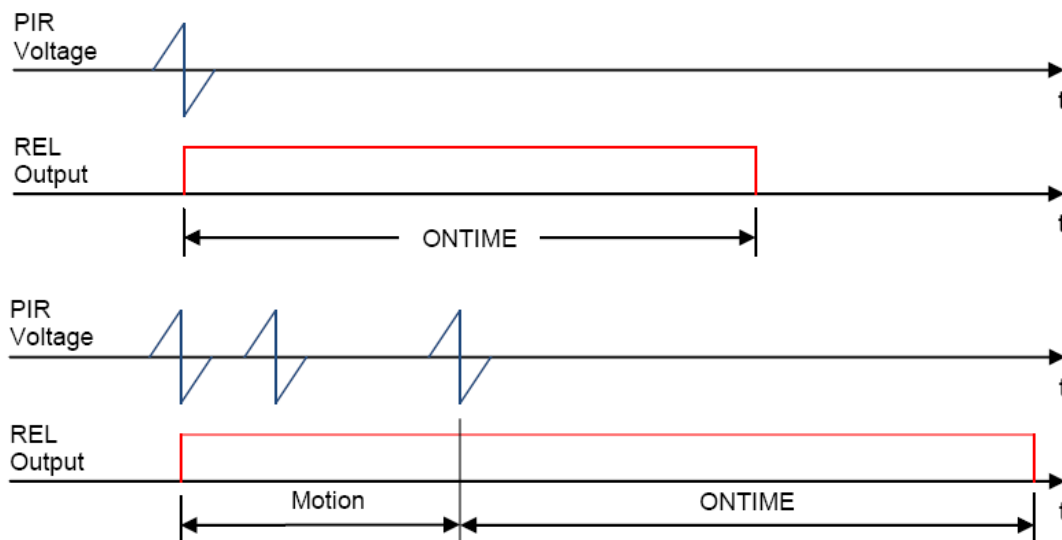 PIR
Voltage
t
REL
Output
t
ONTIME
PIR
Voltage
t
REL
Output
t
Motion
ONTIME